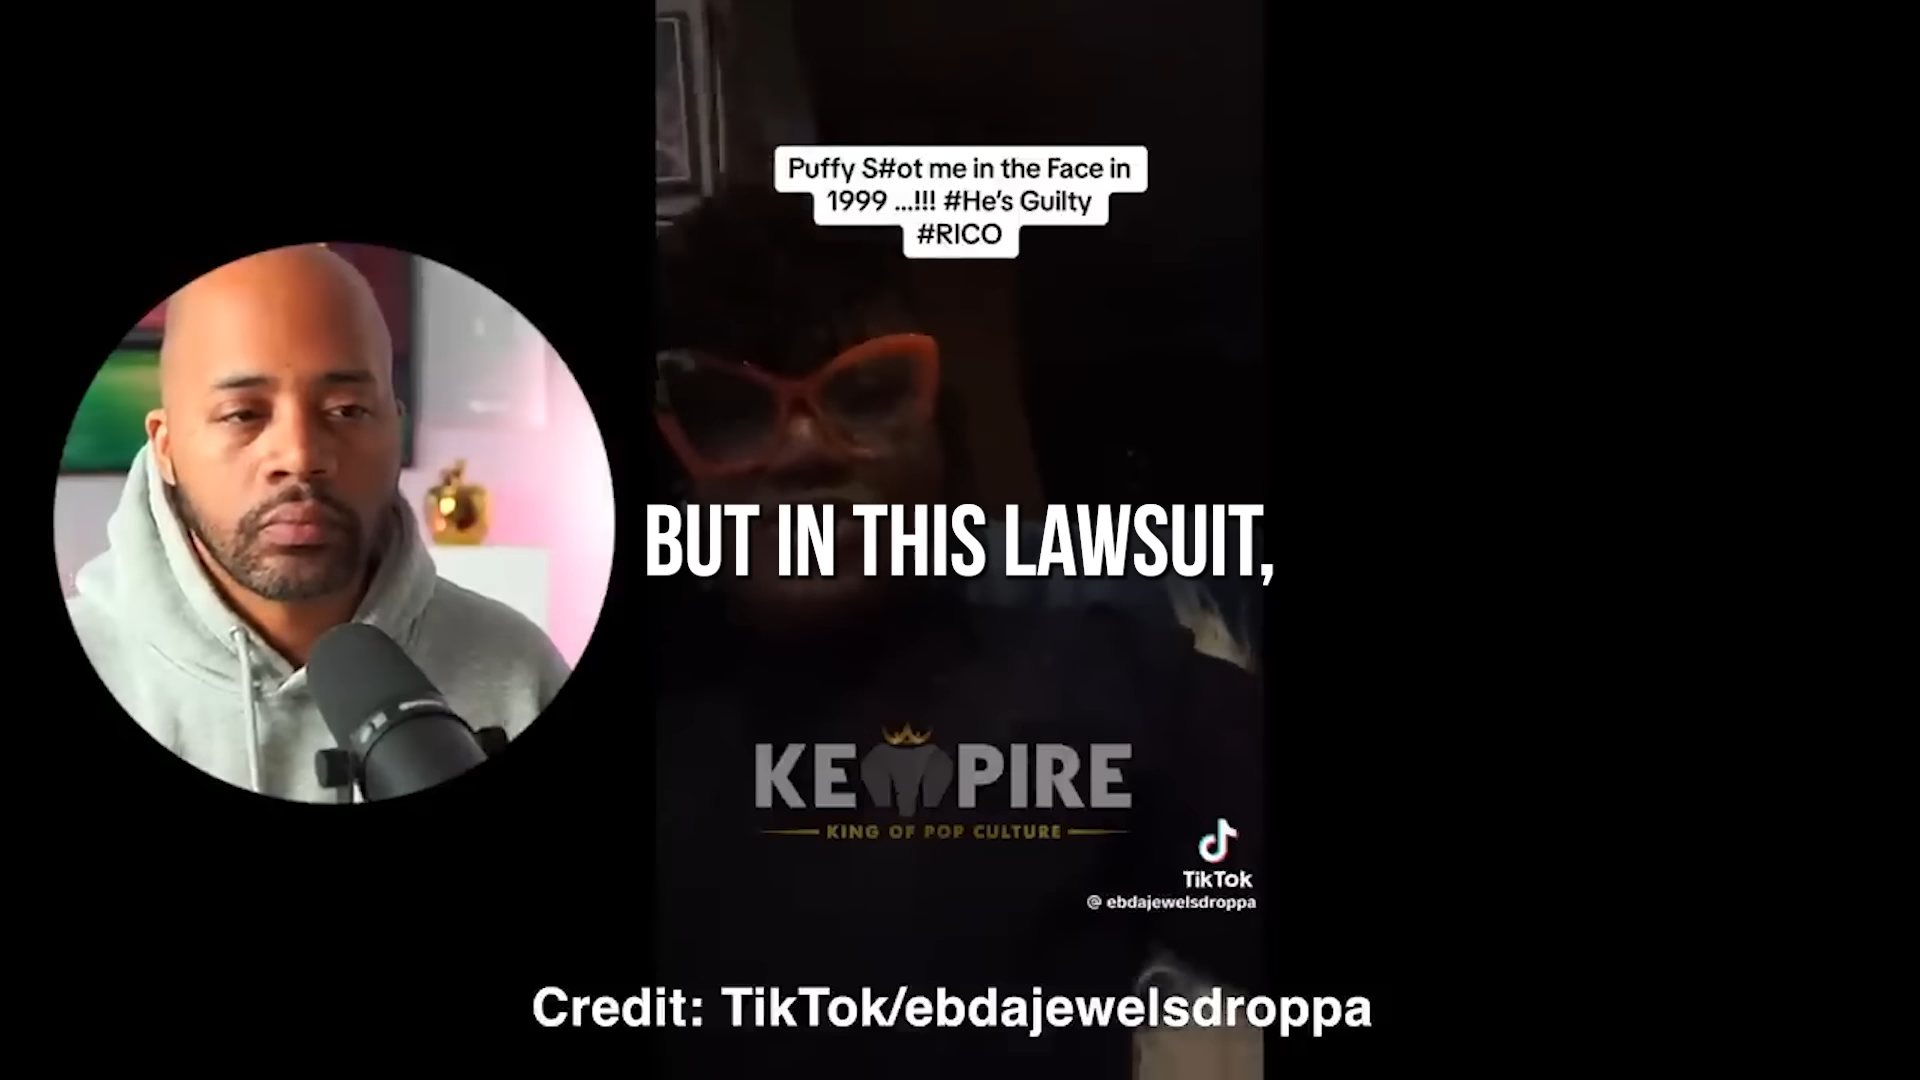 Puffy S#ot me in the Face in
1999 ...!!! #He's Guilty
#RICO
BUT IN THIS LAWSUIT,
KEMPIRE
KING OF POP CULTURE
TikTok
@ ebdajewelsdroppa
Credit: TikTok/ebdajewelsdroppa